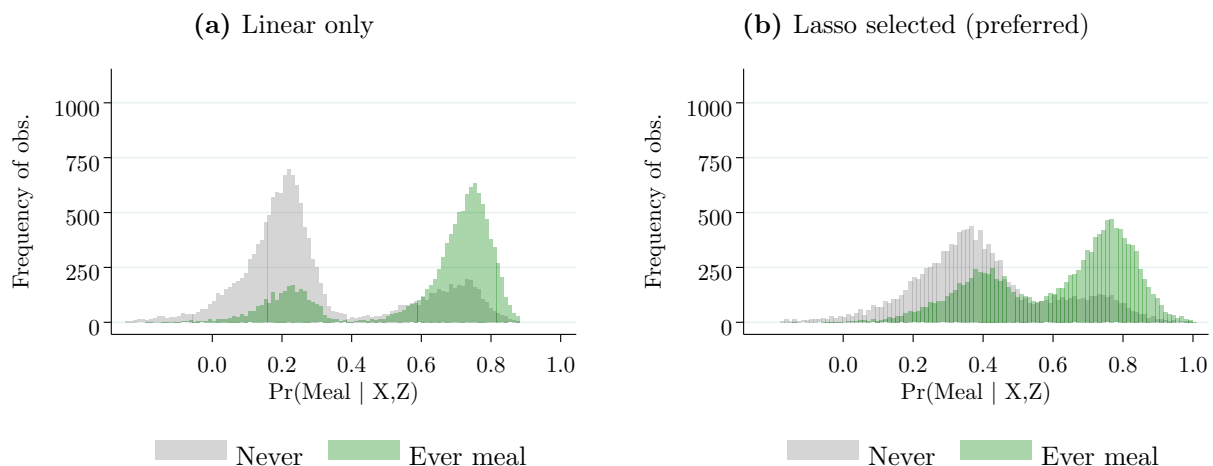 (a) Linear only
Frequency of obs.
1000
750
500
250
0
0.0 0.2 0.4 0.6 0.8 1.0
Pr(Meal | X,Z)
Never Ever meal
(b) Lasso selected (preferred)
Frequency of obs.
1000
750
500
250
0
0.0 0.2 0.4 0.6 0.8 1.0
Pr(Meal | X,Z)
Never Ever meal